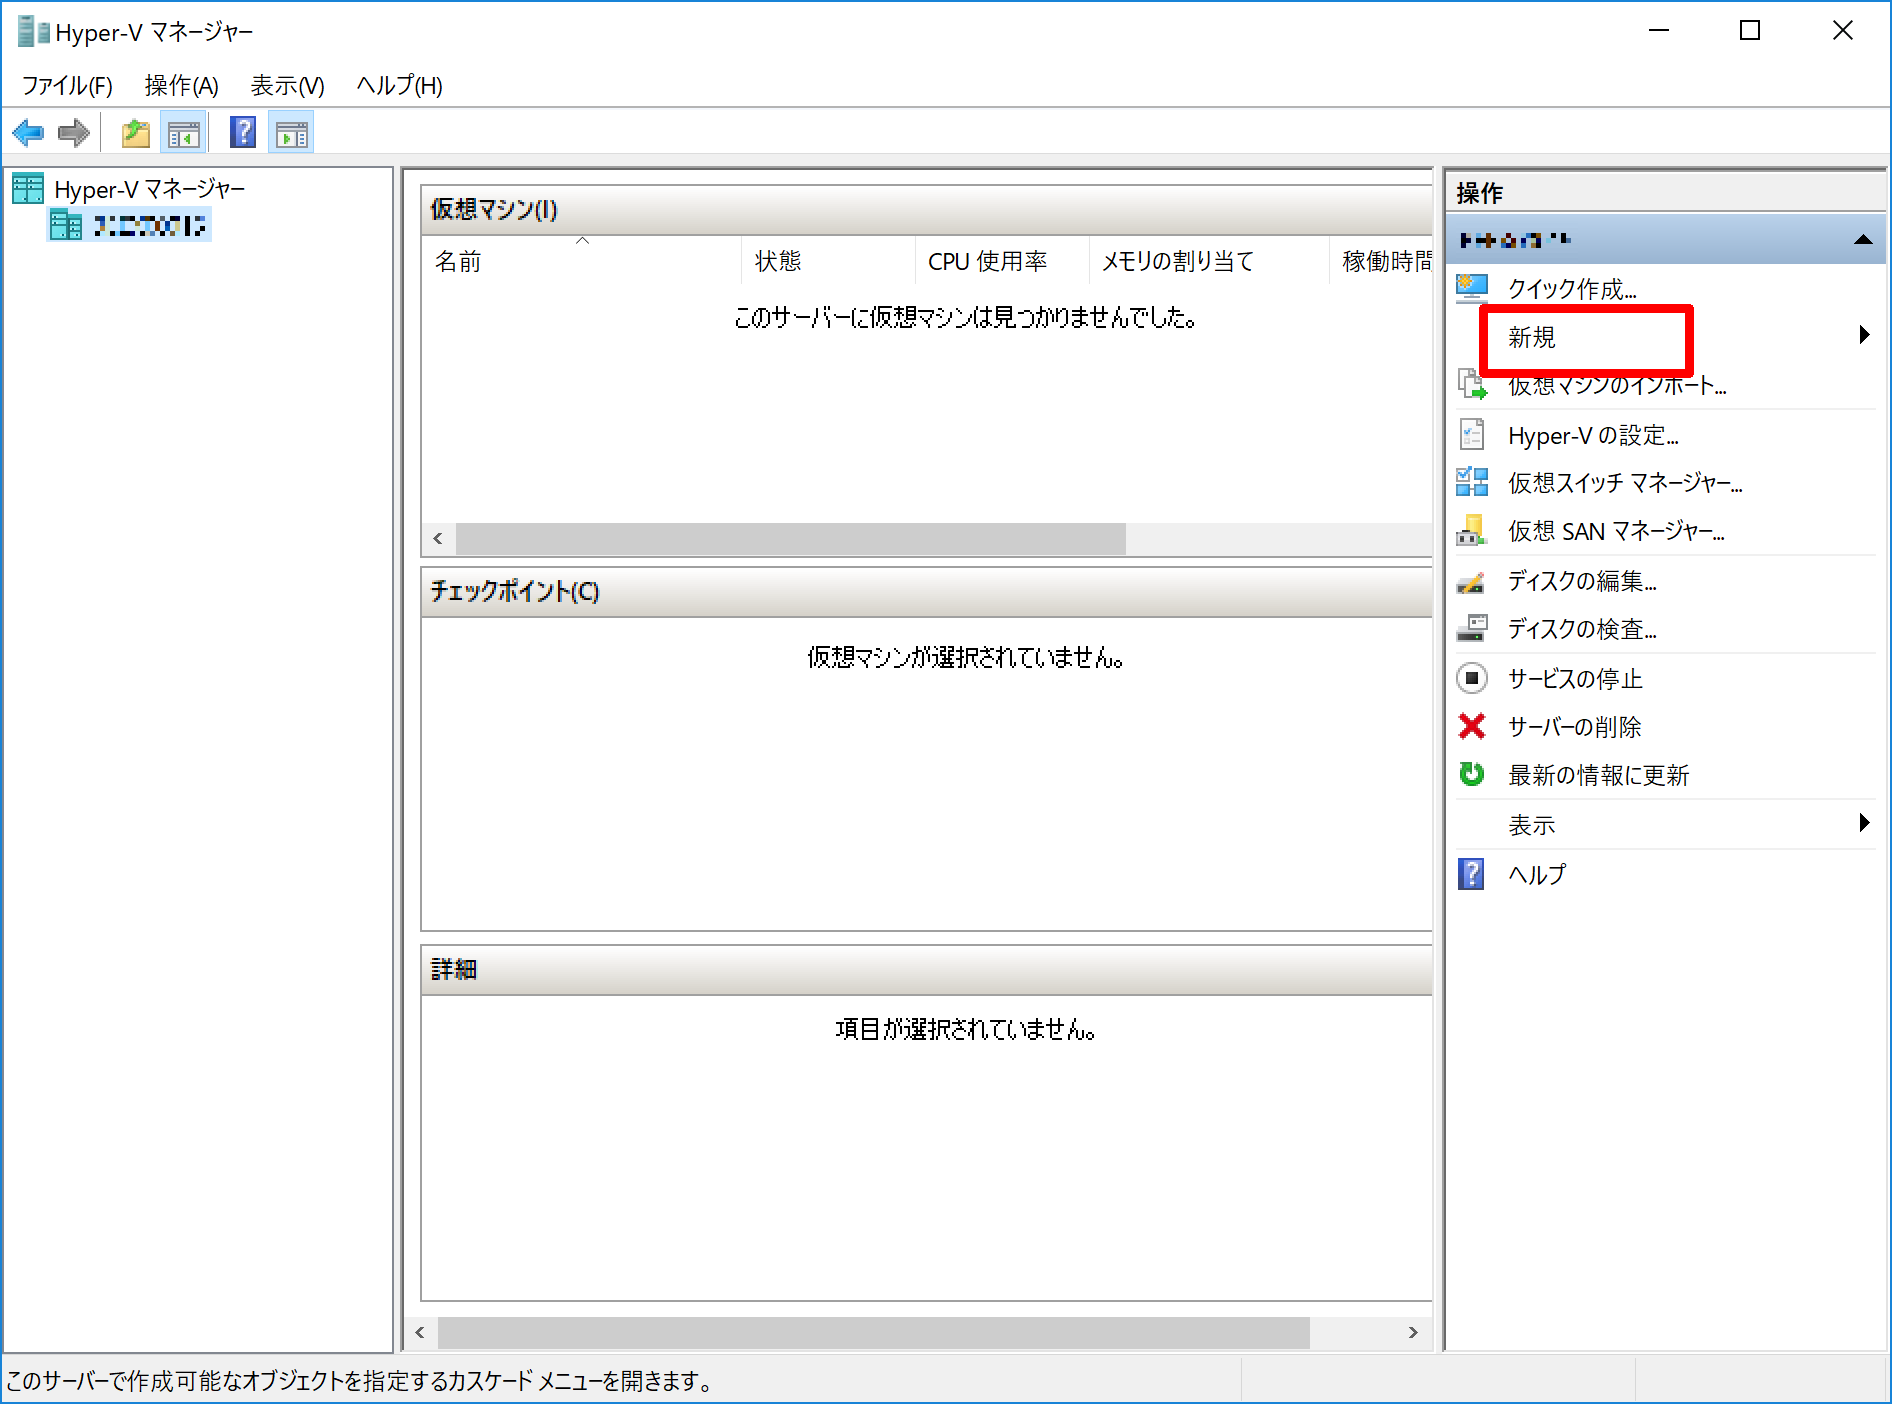 Hyper-V マネージャー
ファイル(F) 操作(A) 表示(V) ヘルプ(H)
Hyper-V マネージャー
仮想マシン(I)
名前 状態 CPU 使用率 メモリの割り当て 稼働時間
このサーバーに仮想マシンは見つかりませんでした。
チェックポイント(C)
仮想マシンが選択されていません。
詳細
項目が選択されていません。
操作
クイック作成...
新規
仮想マシンのインポート...
Hyper-V の設定...
仮想スイッチ マネージャー...
仮想 SAN マネージャー...
ディスクの編集...
ディスクの検査...
サービスの停止
サーバーの削除
最新の情報に更新
表示
ヘルプ
このサーバーで作成可能なオブジェクトを指定するカスケード メニューを開きます。